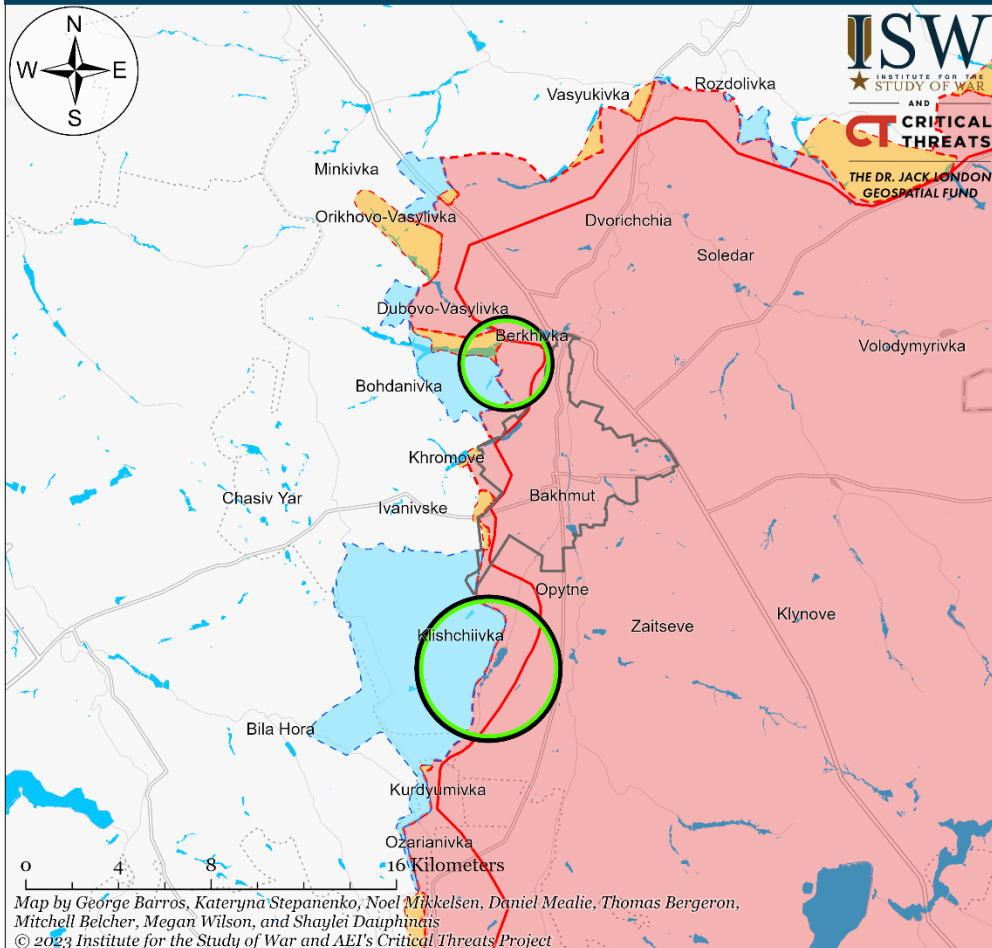 N
W E
S
ISW
INSTITUTE FOR THE
STUDY OF WAR
AND
CT CRITICAL
THREATS
THE DR. JACK LONDON
GEOSPATIAL FUND
Vasyukivka
Rozdolivka
Minkivka
Orikhovo-Vasylivka
Dvorichchia
Soledar
Dubovo-Vasylivka
Berkhivka
Volodymyrivka
Bohdanivka
Khromove
Chasiv Yar
Bakhmut
Ivanivske
Opytne
Klishchiivka
Zaitseve
Klynove
Bila Hora
Kurdyumivka
Ozarianivka
0 4 8 16 Kilometers
Map by George Barros, Kateryna Stepanenko, Noel Mikkelsen, Daniel Mealie, Thomas Bergeron,
Mitchell Belcher, Megan Wilson, and Shaylei Dauphinais
© 2023 Institute for the Study of War and AEI's Critical Threats Project